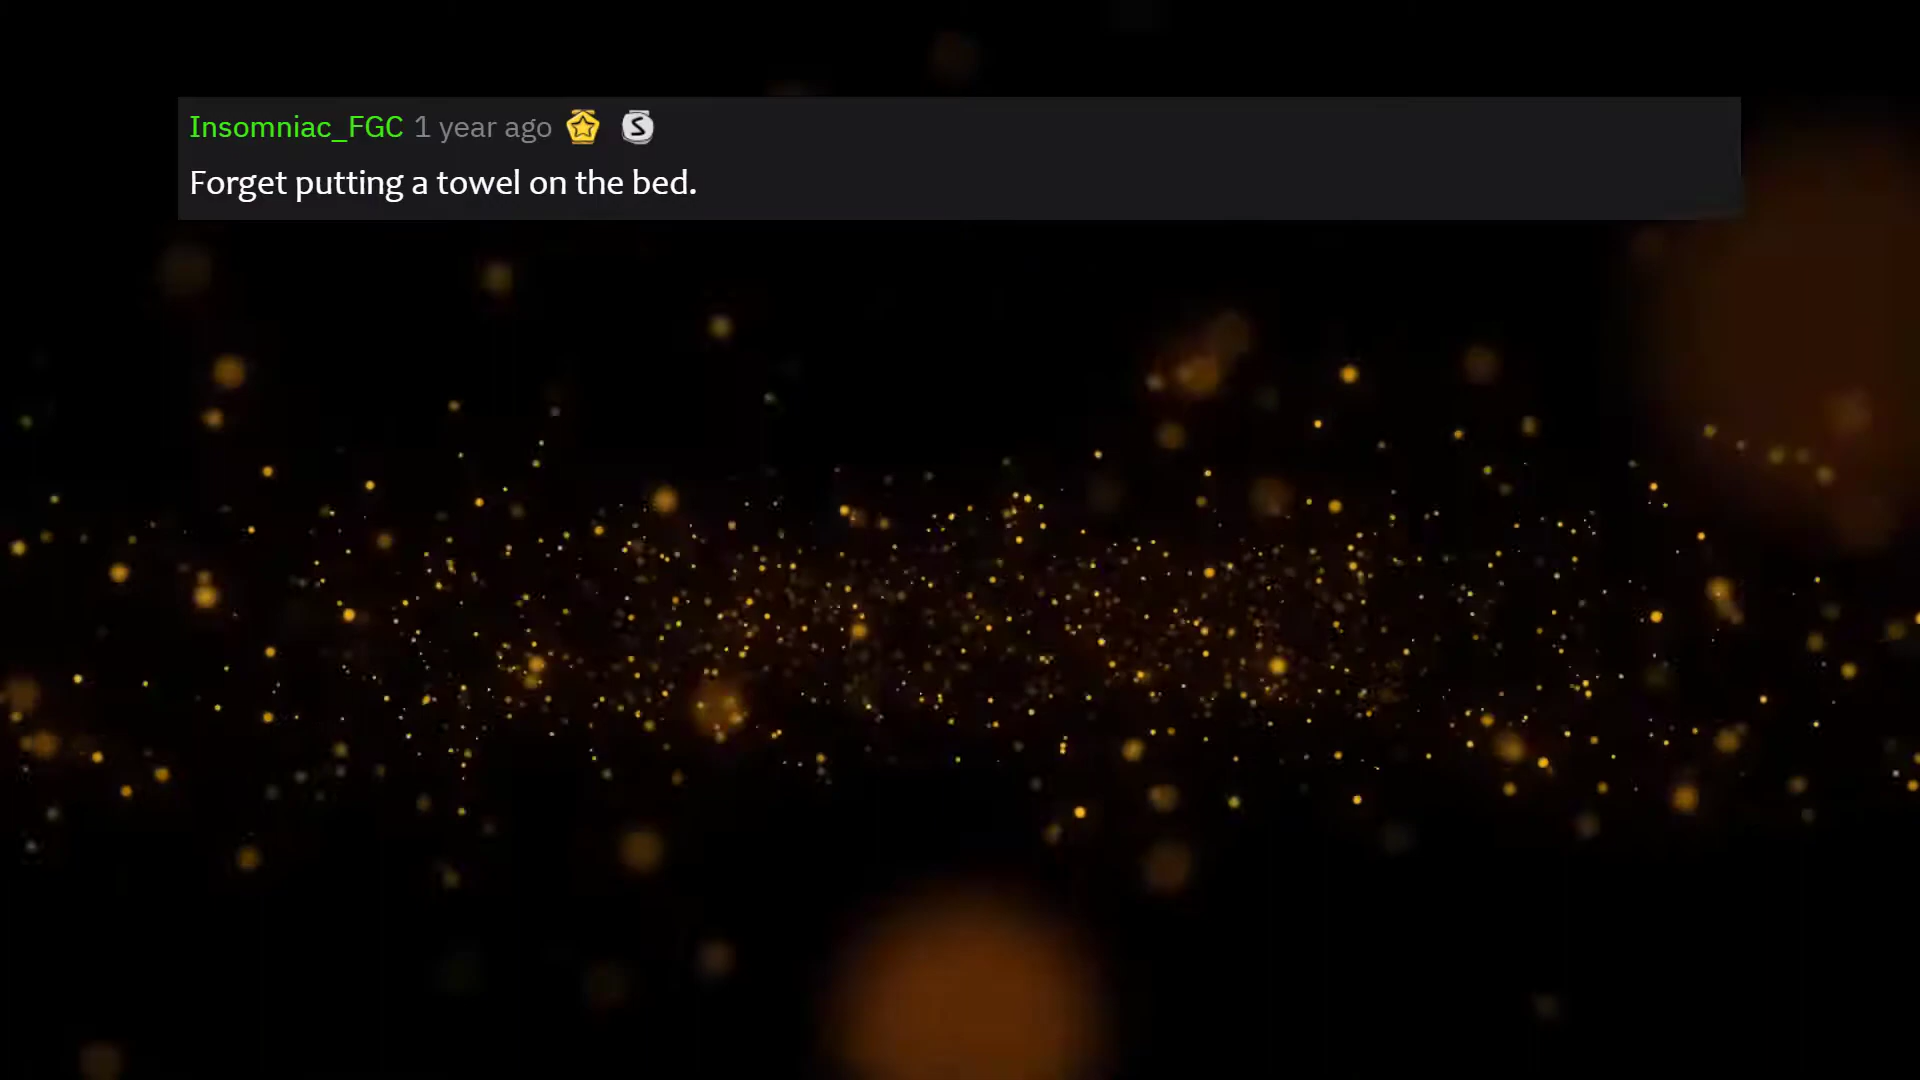 Insomniac_FGC 1 year ago
Forget putting a towel on the bed.